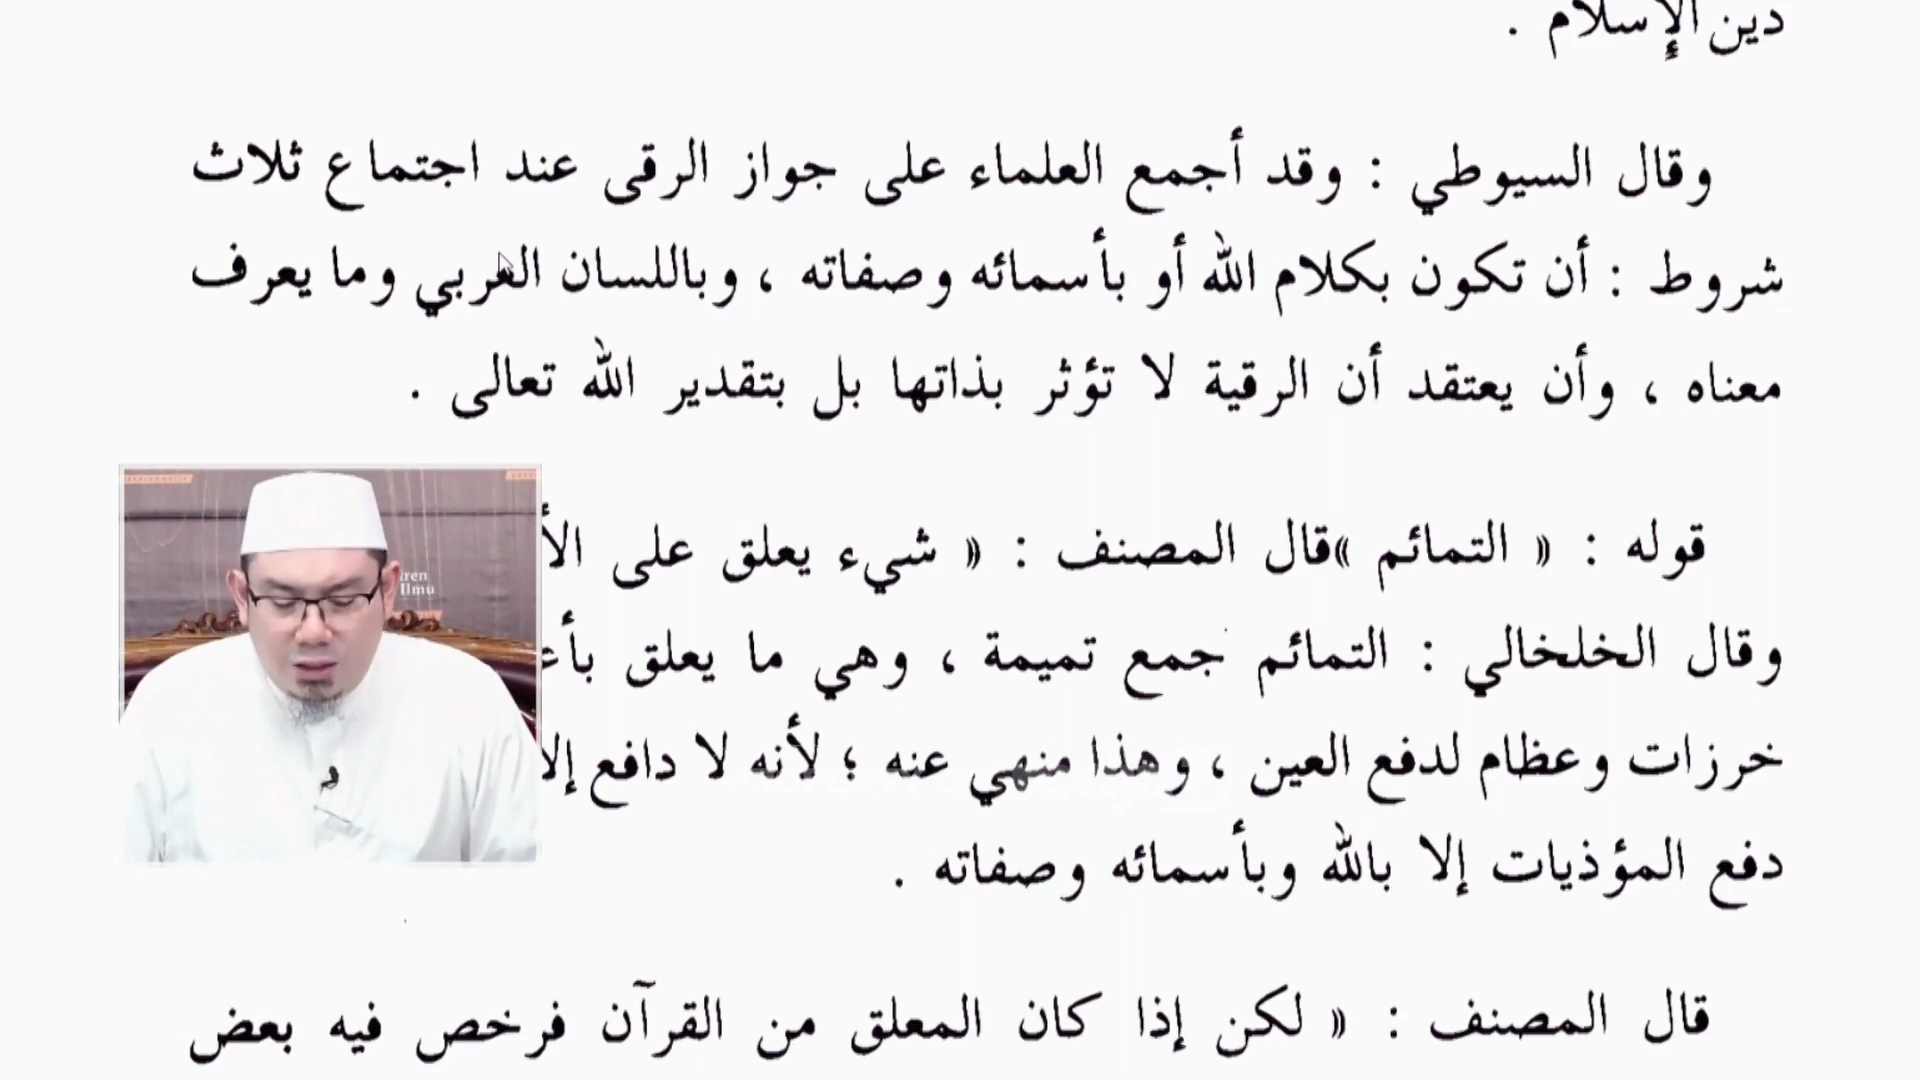 دين الإسلام .
وقال السيوطي : وقد أجمع العلماء على جواز الرقى عند اجتماع ثلاث
شروط : أن تكون بكلام الله أو بأسمائه وصفاته ، وباللسان العربي وما يعرف
معناه ، وأن يعتقد أن الرقية لا تؤثر بذاتها بل بتقدير الله تعالى .
قوله : « التمائم »قال المصنف : « شيء يعلق على
وقال الخلخالي : التمائم جمع تميمة ، وهي ما يعلق
خرزات وعظام لدفع العين ، وهذا منهي عنه ؛ لأنه لا دافع إلا
دفع المؤذيات إلا بالله وبأسمائه وصفاته .
قال المصنف : « لكن إذا كان المعلق من القرآن فرخص فيه بعض
Ilmu